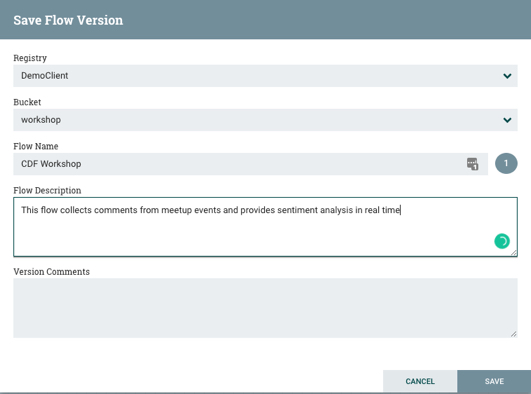 Save Flow Version
Registry
DemoClient
Bucket
workshop
Flow Name
CDF Workshop
1
Flow Description
This flow collects comments from meetup events and provides sentiment analysis in real time
Version Comments
CANCEL
SAVE